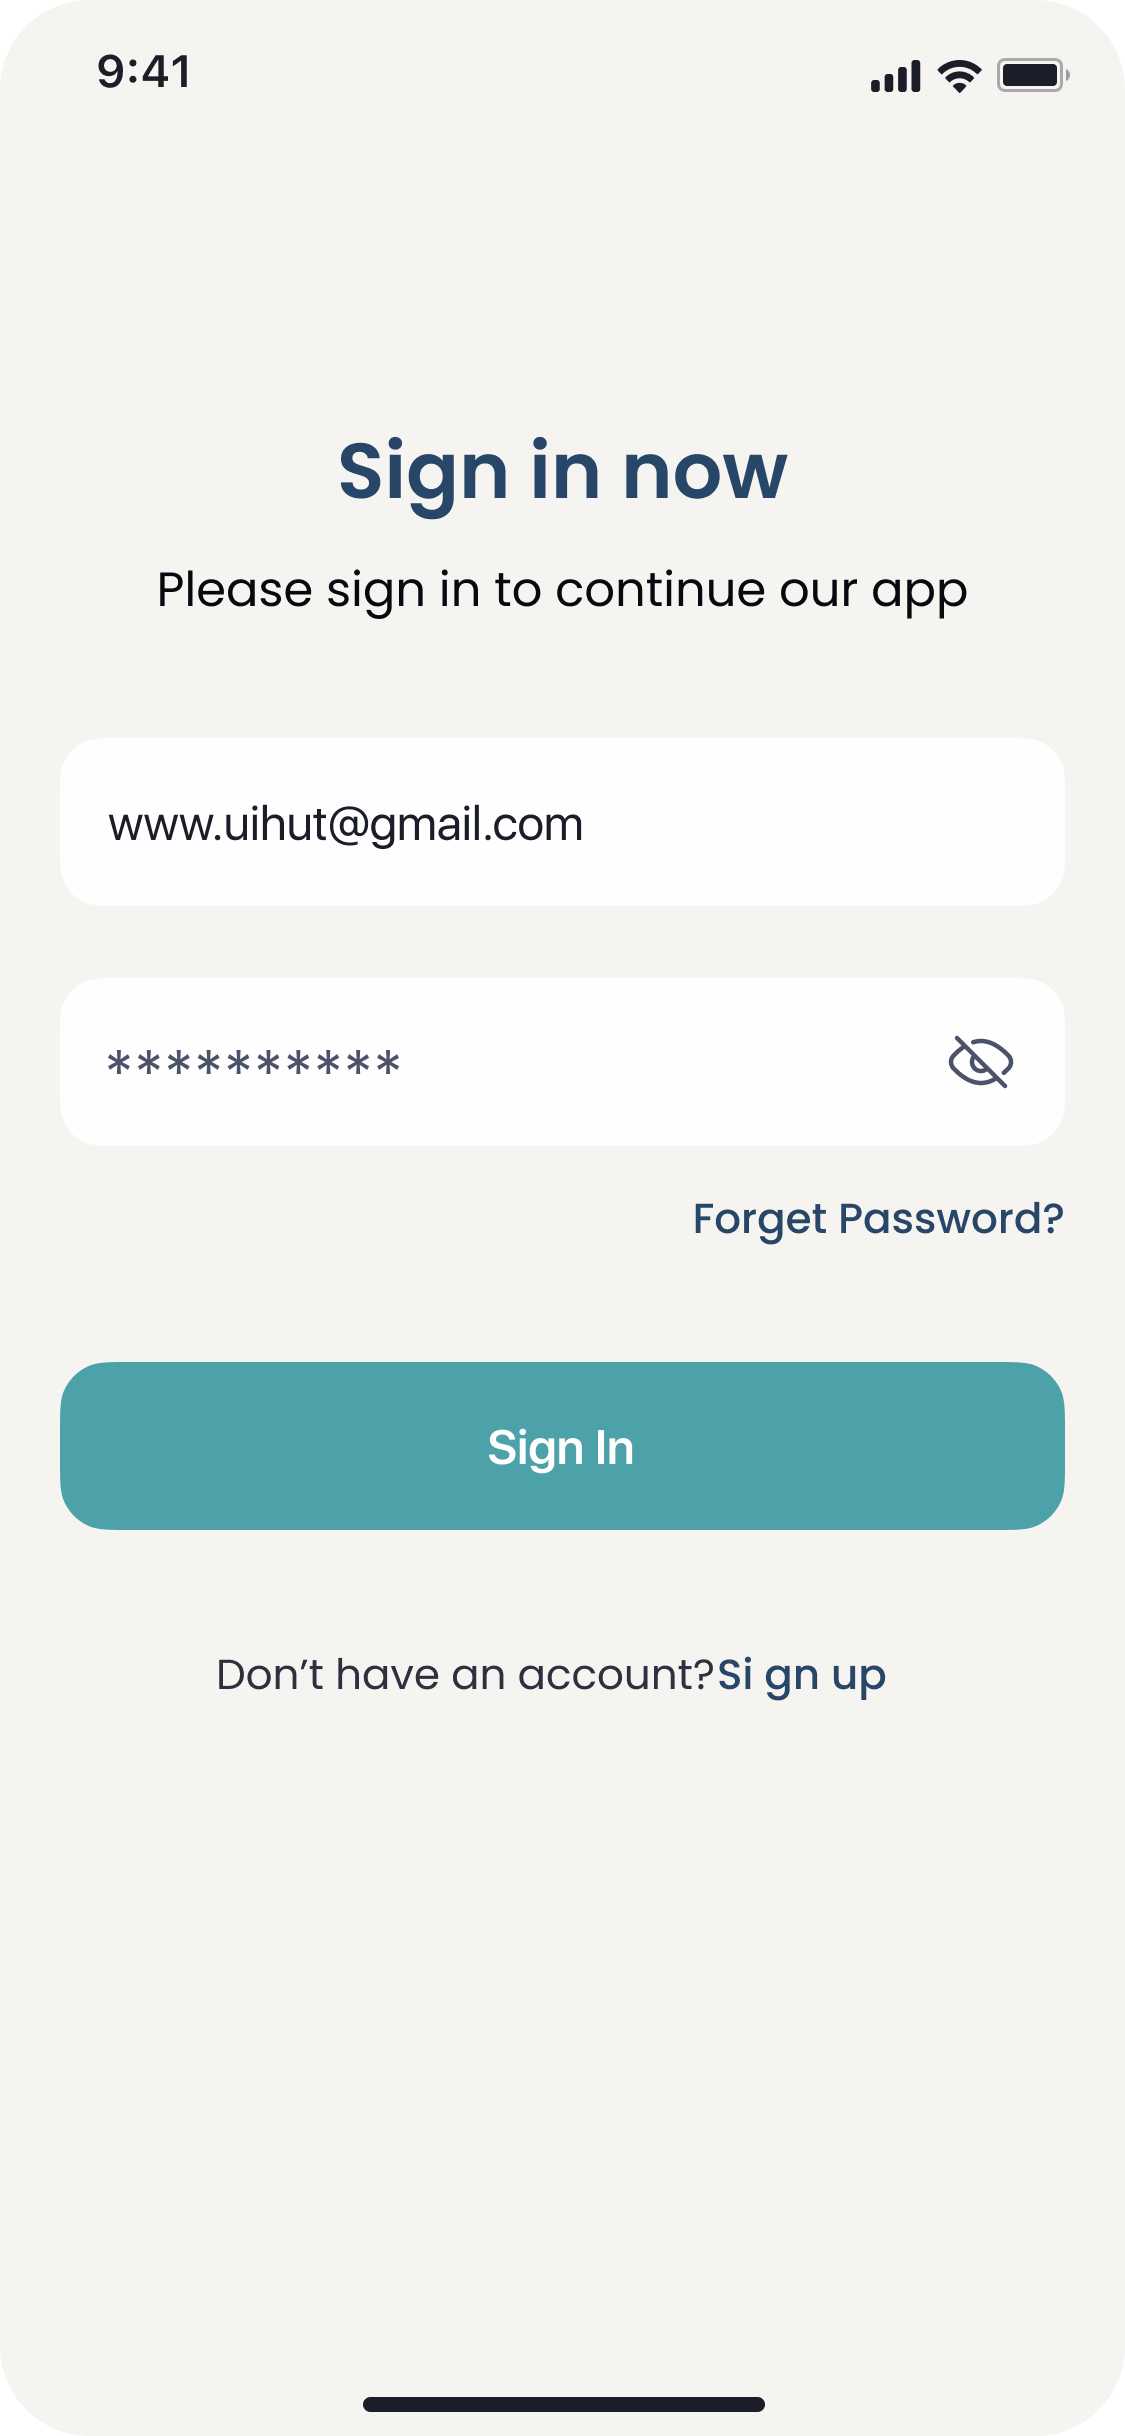 9:41
Sign in now
Please sign in to continue our app
www.uihut@gmail.com
**********
Forget Password?
Sign In
Don’t have an account?Si gn up